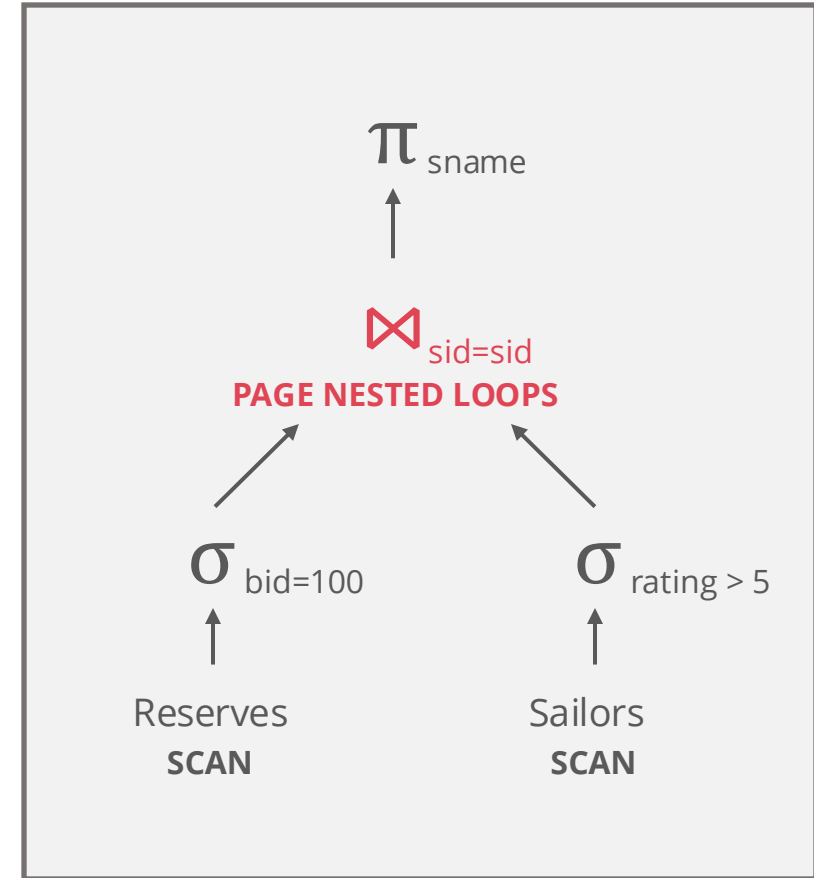 π sname
⋈ sid=sid
PAGE NESTED LOOPS
σ bid=100
σ rating > 5
Reserves
Sailors
SCAN
SCAN